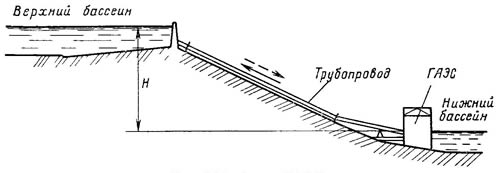 Верхний бассейн
H
Трубопровод
ГАЭС
Нижний
бассейн